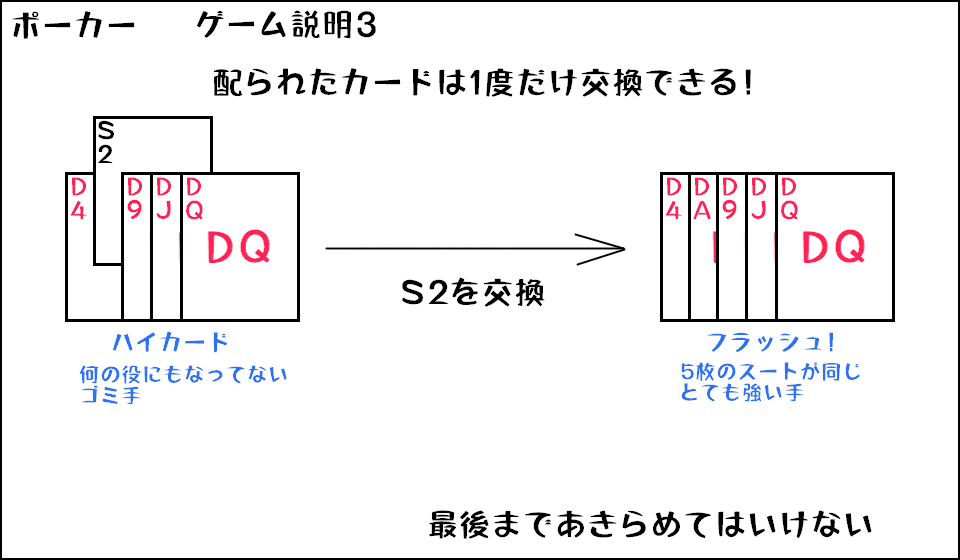 ポーカー ゲーム説明3
配られたカードは1度だけ交換できる!
S
2
D
4
D
9
D
J
D
Q
DQ
D
4
D
A
D
9
D
J
D
Q
DQ
S2を交換
ハイカード
何の役にもなってない
ゴミ手
フラッシュ!
5枚のスートが同じ
とても強い手
最後まであきらめてはいけない